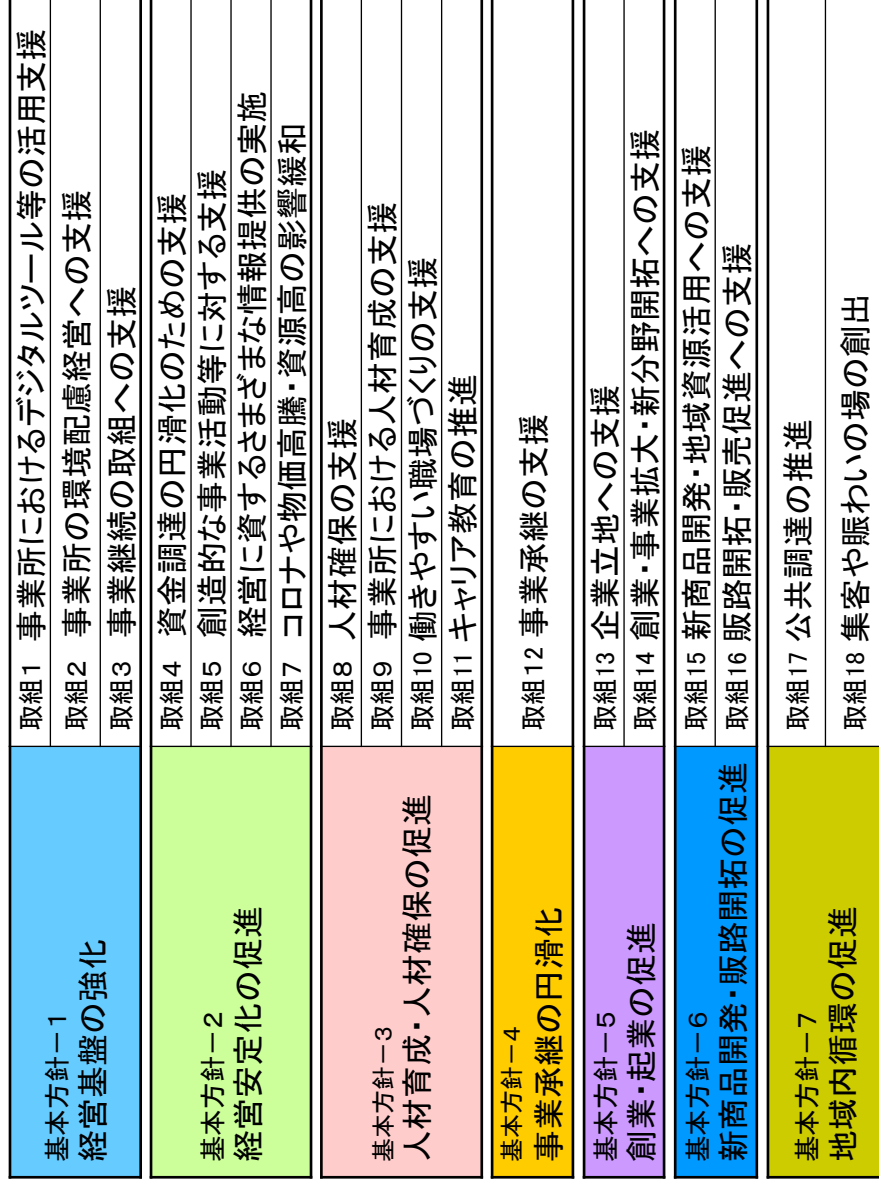 基本方針－１
経営基盤の強化
取組１ 事業所におけるデジタルツール等の活用支援
取組２ 事業所の環境配慮経営への支援
取組３ 事業継続の取組への支援
基本方針－２
経営安定化の促進
取組４ 資金調達の円滑化のための支援
取組５ 創造的な事業活動等に対する支援
取組６ 経営に資するさまざまな情報提供の実施
取組７ コロナや物価高騰・資源高の影響緩和
基本方針－３
人材育成・人材確保の促進
取組８ 人材確保の支援
取組９ 事業所における人材育成の支援
取組10 働きやすい職場づくりの支援
取組11 キャリア教育の推進
基本方針－４
事業承継の円滑化
取組12 事業承継の支援
基本方針－５
創業・起業の促進
取組13 企業立地への支援
取組14 創業・事業拡大・新分野開拓への支援
基本方針－６
新商品開発・販路開拓の促進
取組15 新商品開発・地域資源活用への支援
取組16 販路開拓・販売促進への支援
基本方針－７
地域内循環の促進
取組17 公共調達の推進
取組18 集客や賑わいの場の創出